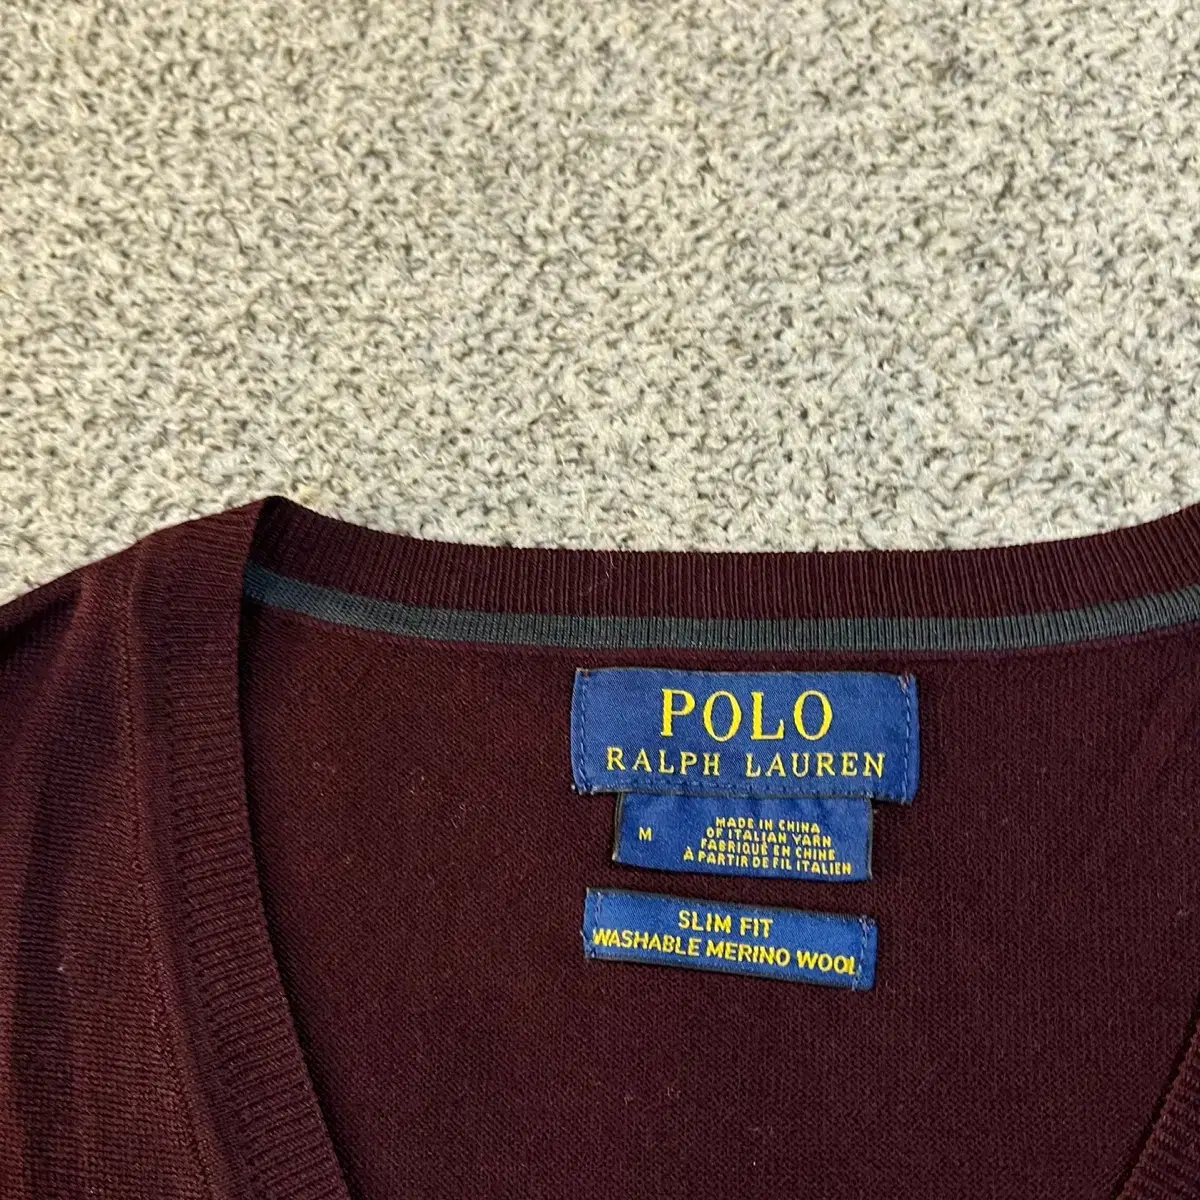 POLO
RALPH LAUREN
M
MADE IN CHINA
OF ITALIAN YARN
FABRIQUÉ EN CHINE
À PARTIR DE FIL ITALIEN
SLIM FIT
WASHABLE MERINO WOOL